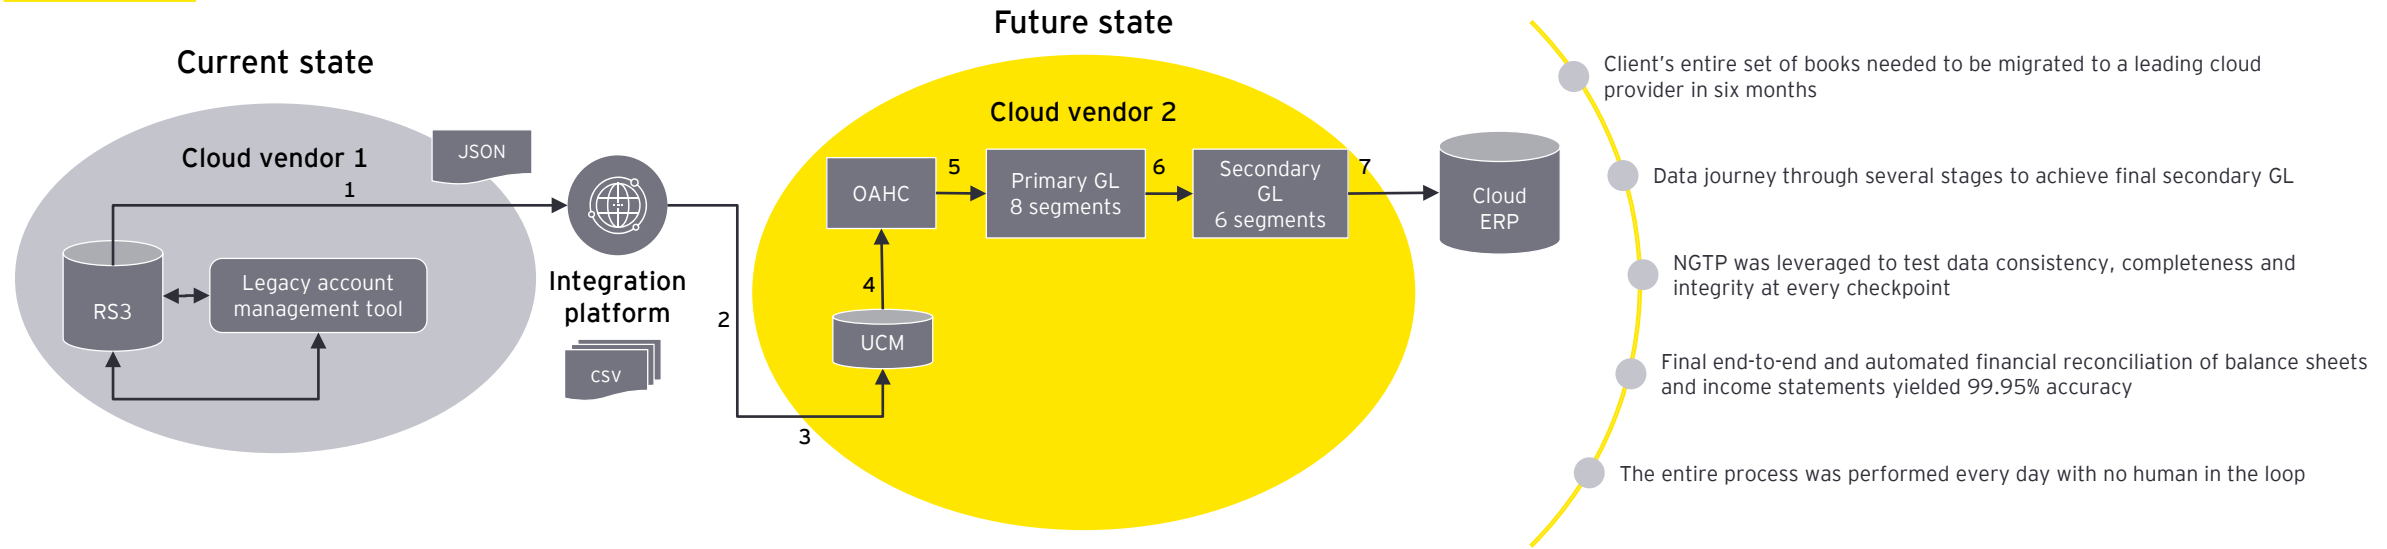 Current state
Cloud vendor 1
JSON
1
RS3
Legacy account
management tool
Integration
platform
CSV
2
3
Future state
Cloud vendor 2
OAHC
5
Primary GL
8 segments
6
Secondary
GL
6 segments
7
4
UCM
Cloud
ERP
Client's entire set of books needed to be migrated to a leading cloud
provider in six months
Data journey through several stages to achieve final secondary GL
NGTP was leveraged to test data consistency, completeness and
integrity at every checkpoint
Final end-to-end and automated financial reconciliation of balance sheets
and income statements yielded 99.95% accuracy
The entire process was performed every day with no human in the loop